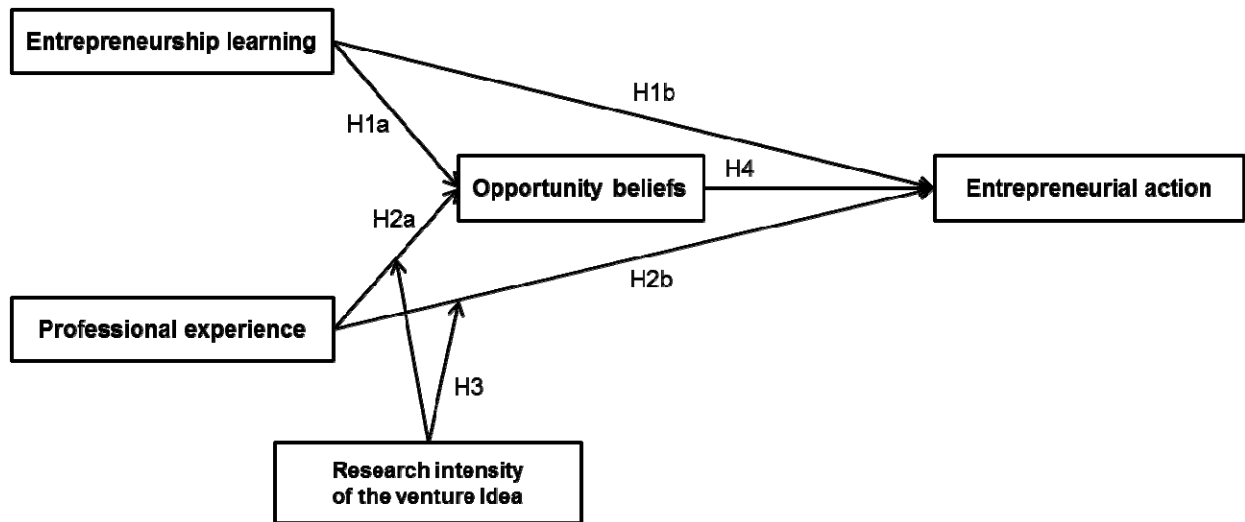 Entrepreneurship learning
H1b
H1a
Opportunity beliefs
H4
Entrepreneurial action
H2a
H2b
Professional experience
H3
Research intensity
of the venture idea